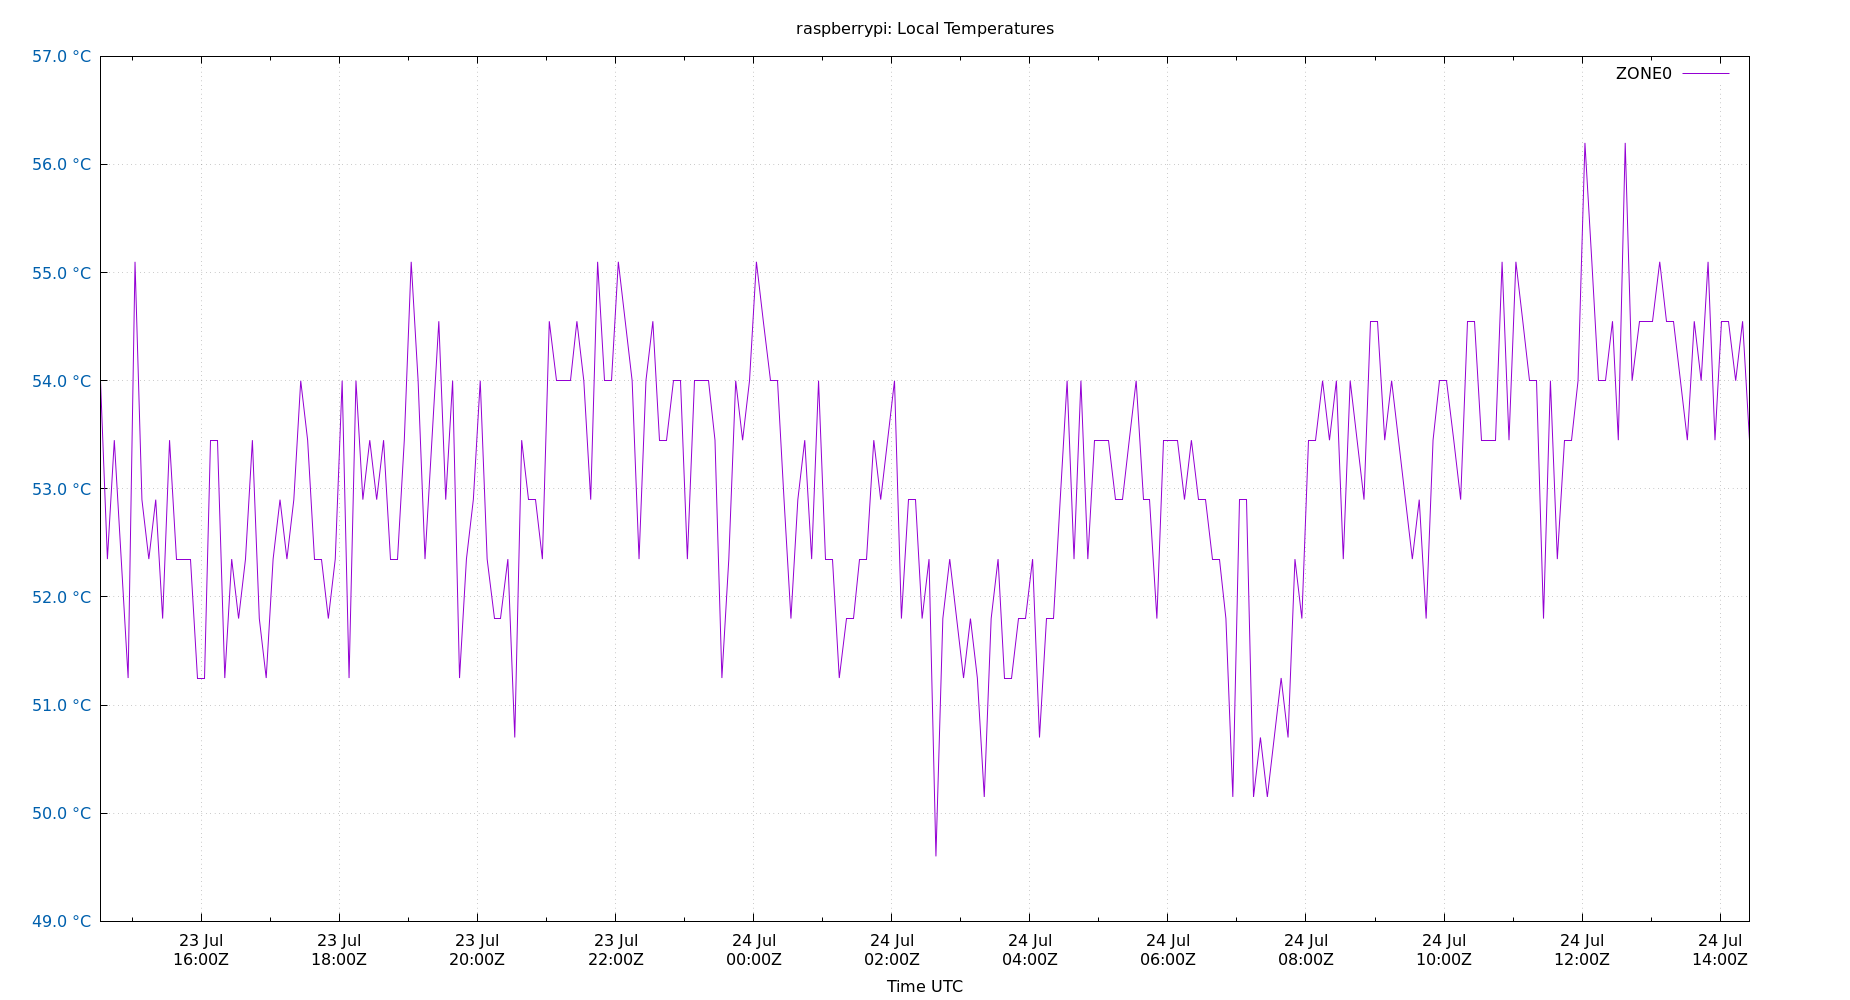 raspberrypi: Local Temperatures
57.0 °C
ZONE0
56.0 °C
55.0 °C
54.0 °C
53.0 °C
52.0 °C
51.0 °C
50.0 °C
49.0 °C
23 Jul 23 Jul 23 Jul 23 Jul 24 Jul 24 Jul 24 Jul 24 Jul 24 Jul 24 Jul 24 Jul 24 Jul
16:00Z 18:00Z 20:00Z 22:00Z 00:00Z 02:00Z 04:00Z 06:00Z 08:00Z 10:00Z 12:00Z 14:00Z
Time UTC